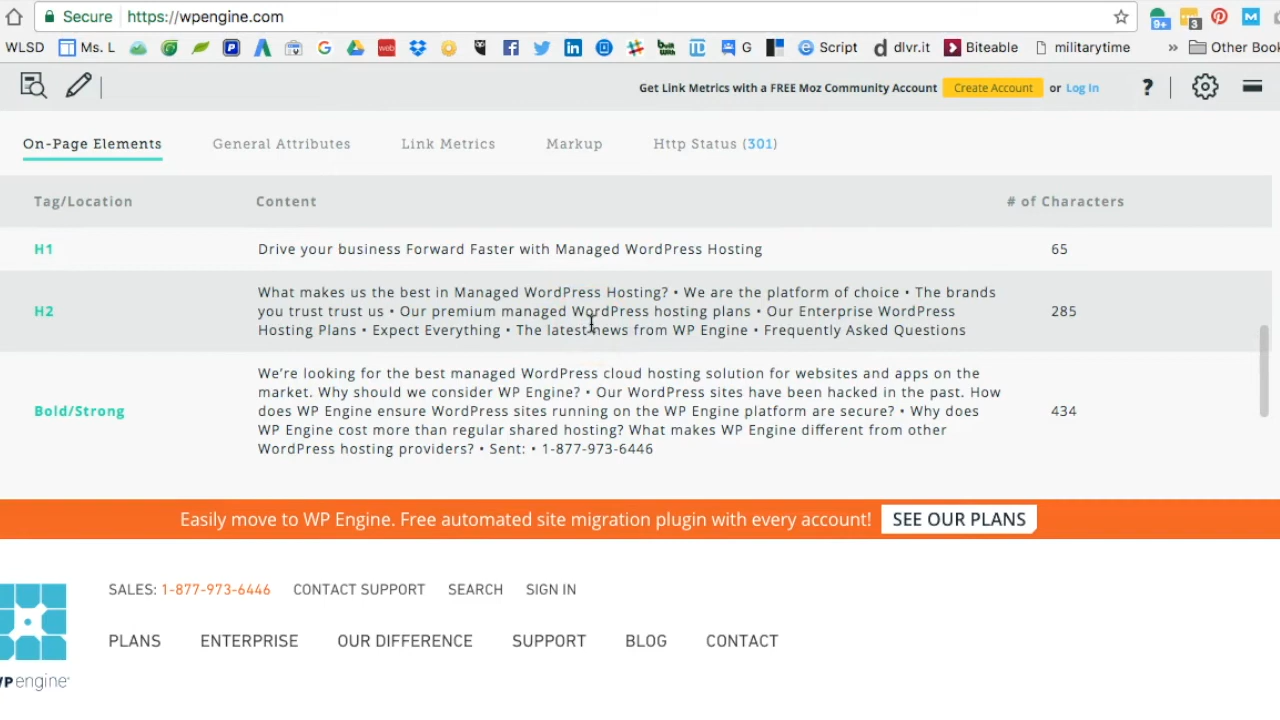 Secure https://wpengine.com
9+ 3 M
WLSD Ms. L P G web f in TD G Script dlvr.it Biteable militarytime » Other Book
Get Link Metrics with a FREE Moz Community Account Create Account or Log In ?
On-Page Elements General Attributes Link Metrics Markup Http Status (301)
Tag/Location Content # of Characters
H1 Drive your business Forward Faster with Managed WordPress Hosting 65
What makes us the best in Managed WordPress Hosting? • We are the platform of choice • The brands
H2 you trust trust us • Our premium managed WordPress hosting plans • Our Enterprise WordPress 285
Hosting Plans • Expect Everything • The latest news from WP Engine • Frequently Asked Questions
We're looking for the best managed WordPress cloud hosting solution for websites and apps on the
market. Why should we consider WP Engine? • Our WordPress sites have been hacked in the past. How
Bold/Strong does WP Engine ensure WordPress sites running on the WP Engine platform are secure? • Why does 434
WP Engine cost more than regular shared hosting? What makes WP Engine different from other
WordPress hosting providers? • Sent: • 1-877-973-6446
Easily move to WP Engine. Free automated site migration plugin with every account! SEE OUR PLANS
SALES: 1-877-973-6446 CONTACT SUPPORT SEARCH SIGN IN
PLANS ENTERPRISE OUR DIFFERENCE SUPPORT BLOG CONTACT
WP engine